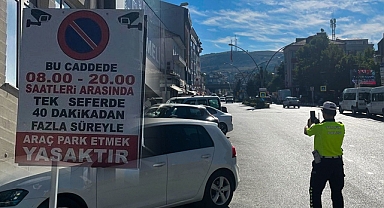 BU CADDEDE
08.00 - 20.00
SAATLERİ ARASINDA
TEK SEFERDE
40 DAKİKADAN
FAZLA SÜREYLE
ARAÇ PARK ETMEK
YASAKTIR